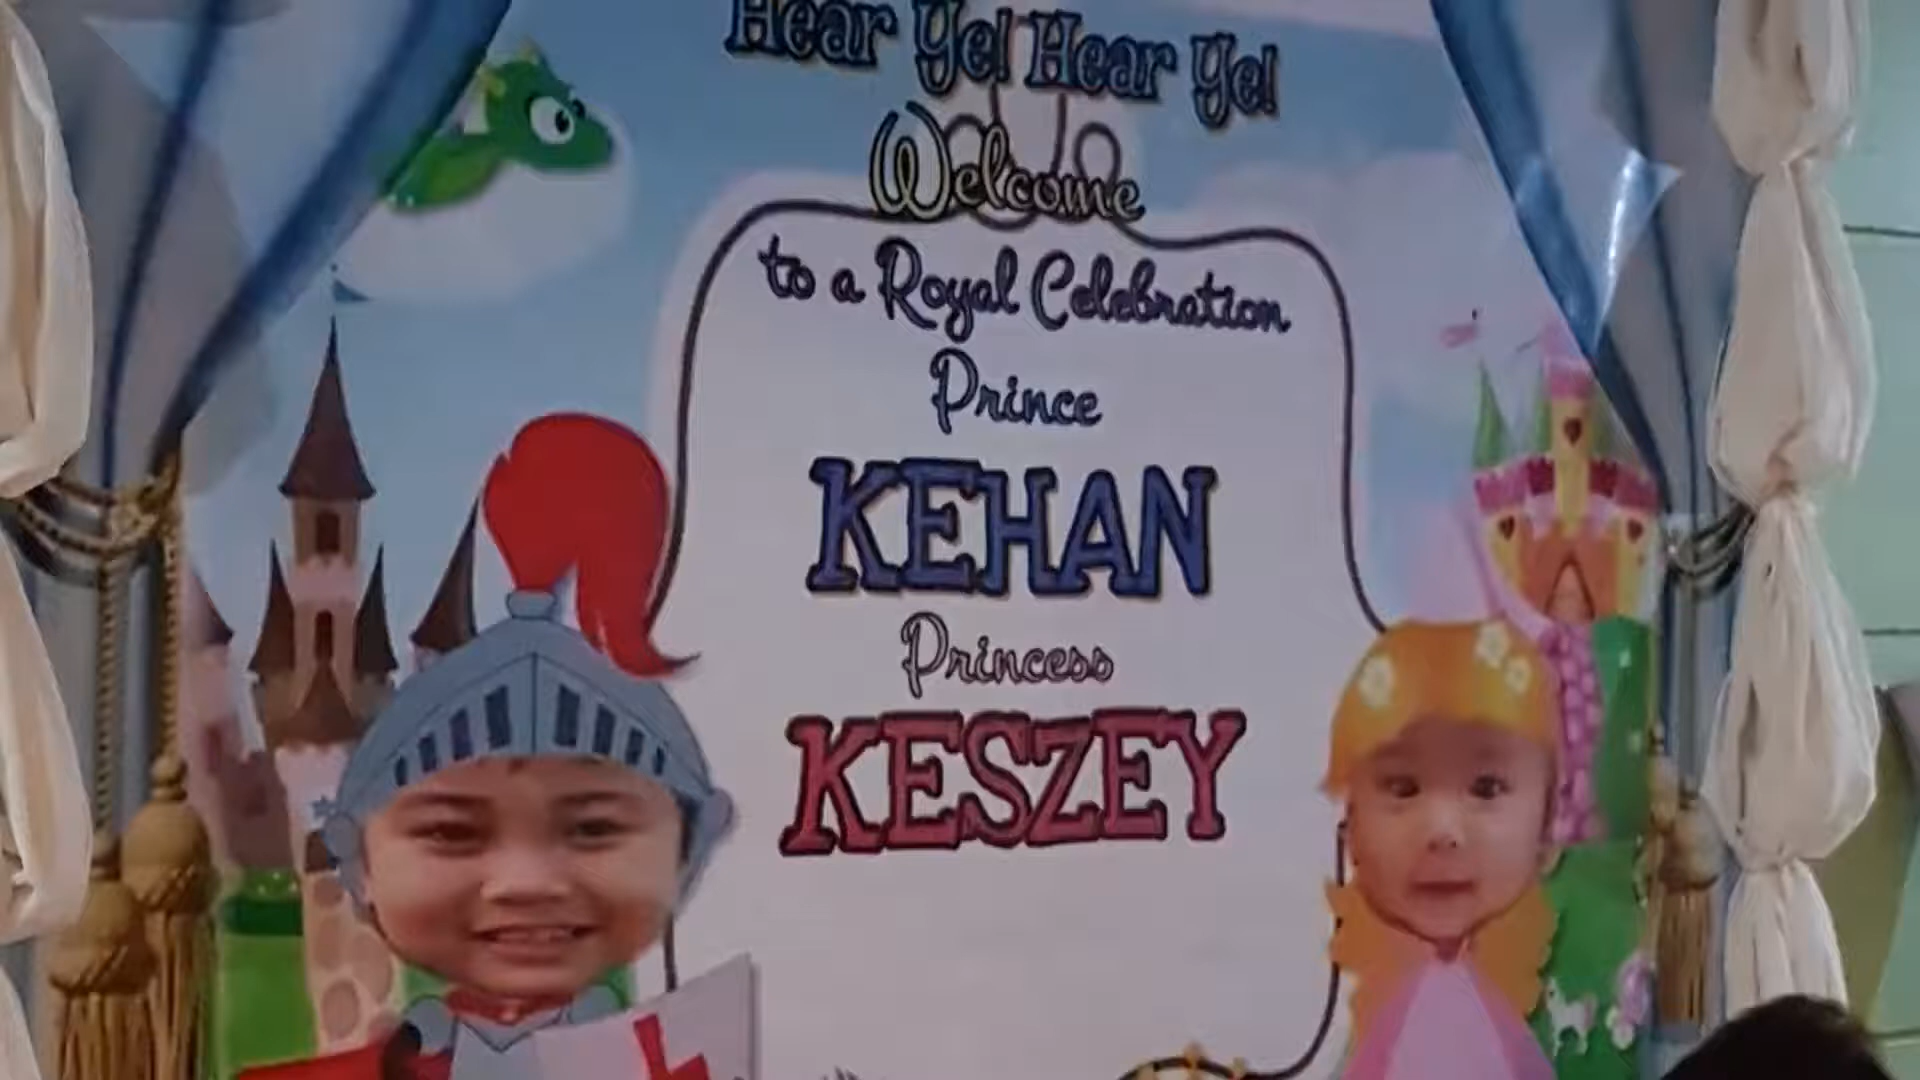 Hear Ye! Hear Ye!
Welcome
to a Royal Celebration
Prince
KEHAN
Princess
KESZEY